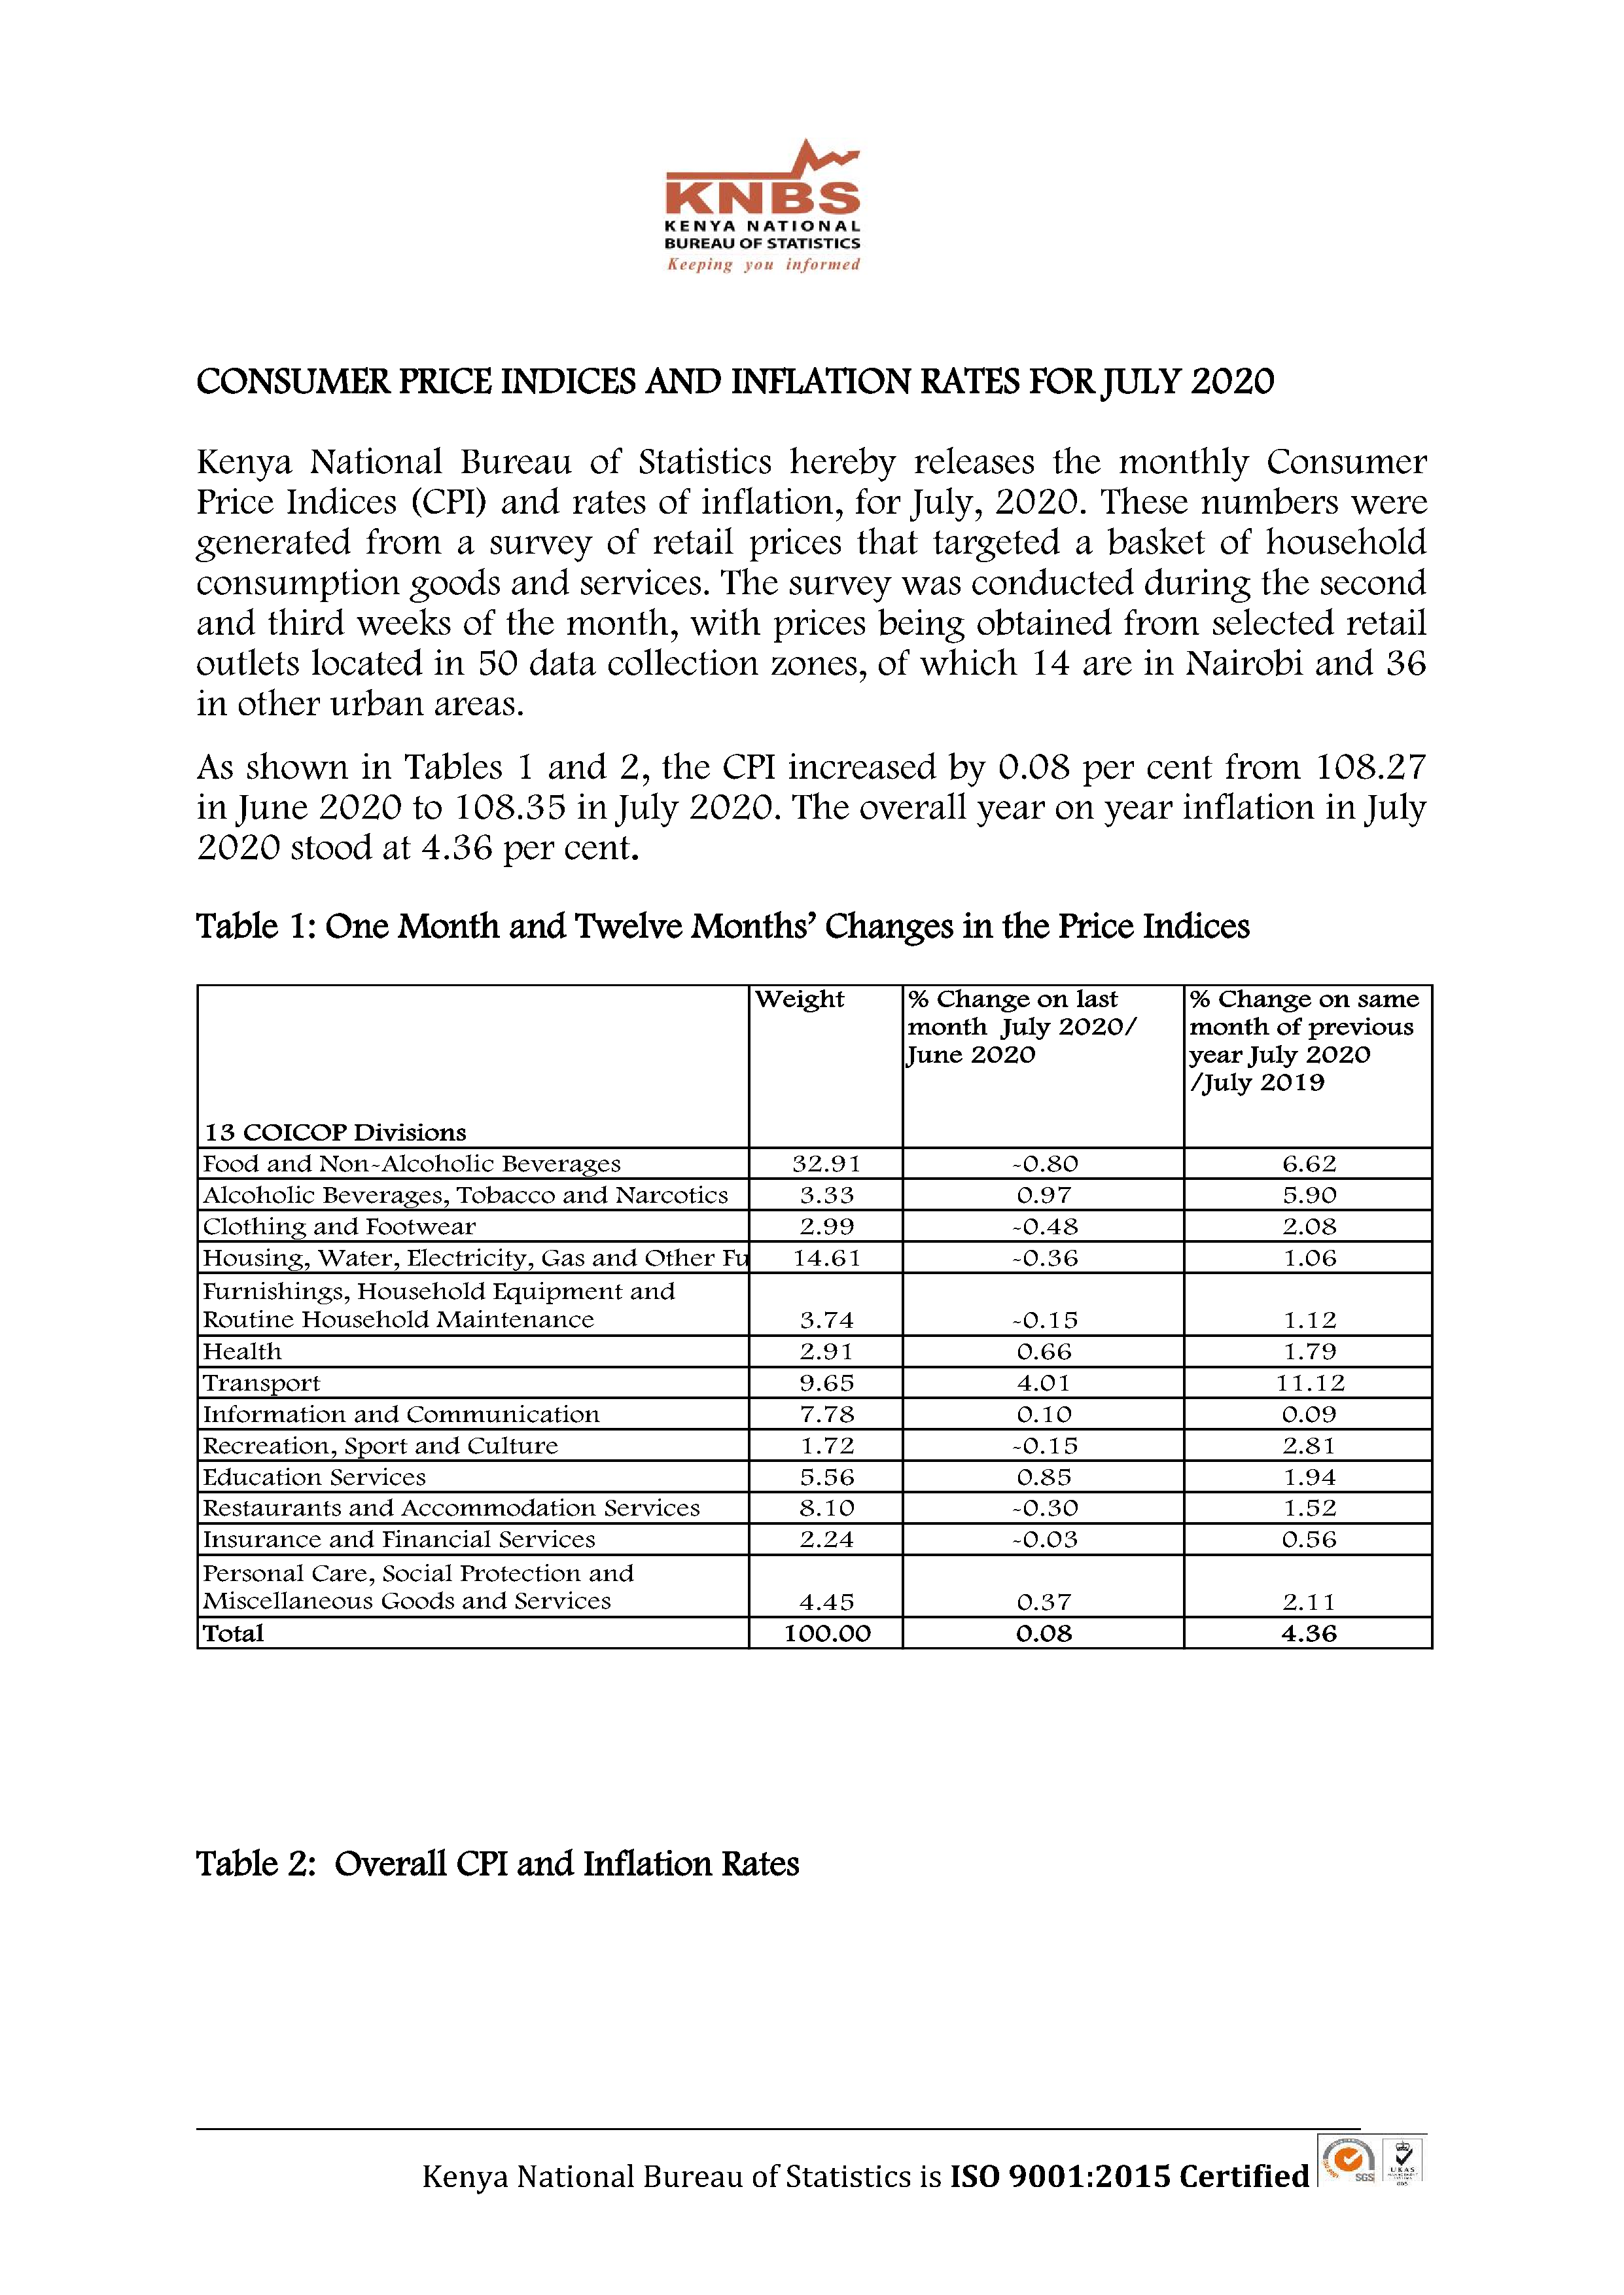 KNBS
KENYA NATIONAL
BUREAU OF STATISTICS
Keeping you informed
CONSUMER PRICE INDICES AND INFLATION RATES FOR JULY 2020
Kenya National Bureau of Statistics hereby releases the monthly Consumer
Price Indices (CPI) and rates of inflation, for July, 2020. These numbers were
generated from a survey of retail prices that targeted a basket of household
consumption goods and services. The survey was conducted during the second
and third weeks of the month, with prices being obtained from selected retail
outlets located in 50 data collection zones, of which 14 are in Nairobi and 36
in other urban areas.
As shown in Tables 1 and 2, the CPI increased by 0.08 per cent from 108.27
in June 2020 to 108.35 in July 2020. The overall year on year inflation in July
2020 stood at 4.36 per cent.
Table 1: One Month and Twelve Months' Changes in the Price Indices
Weight % Change on last % Change on same
month July 2020/ month of previous
June 2020 year July 2020
/July 2019
13 COICOP Divisions
Food and Non-Alcoholic Beverages 32.91 -0.80 6.62
Alcoholic Beverages, Tobacco and Narcotics 3.33 0.97 5.90
Clothing and Footwear 2.99 -0.48 2.08
Housing, Water, Electricity, Gas and Other Fu 14.61 -0.36 1.06
Furnishings, Household Equipment and
Routine Household Maintenance 3.74 -0.15 1.12
Health 2.91 0.66 1.79
Transport 9.65 4.01 11.12
Information and Communication 7.78 0.10 0.09
Recreation, Sport and Culture 1.72 -0.15 2.81
Education Services 5.56 0.85 1.94
Restaurants and Accommodation Services 8.10 -0.30 1.52
Insurance and Financial Services 2.24 -0.03 0.56
Personal Care, Social Protection and
Miscellaneous Goods and Services 4.45 0.37 2.11
Total 100.00 0.08 4.36
Table 2: Overall CPI and Inflation Rates
Kenya National Bureau of Statistics is ISO 9001:2015 Certified
SGS
UKAS